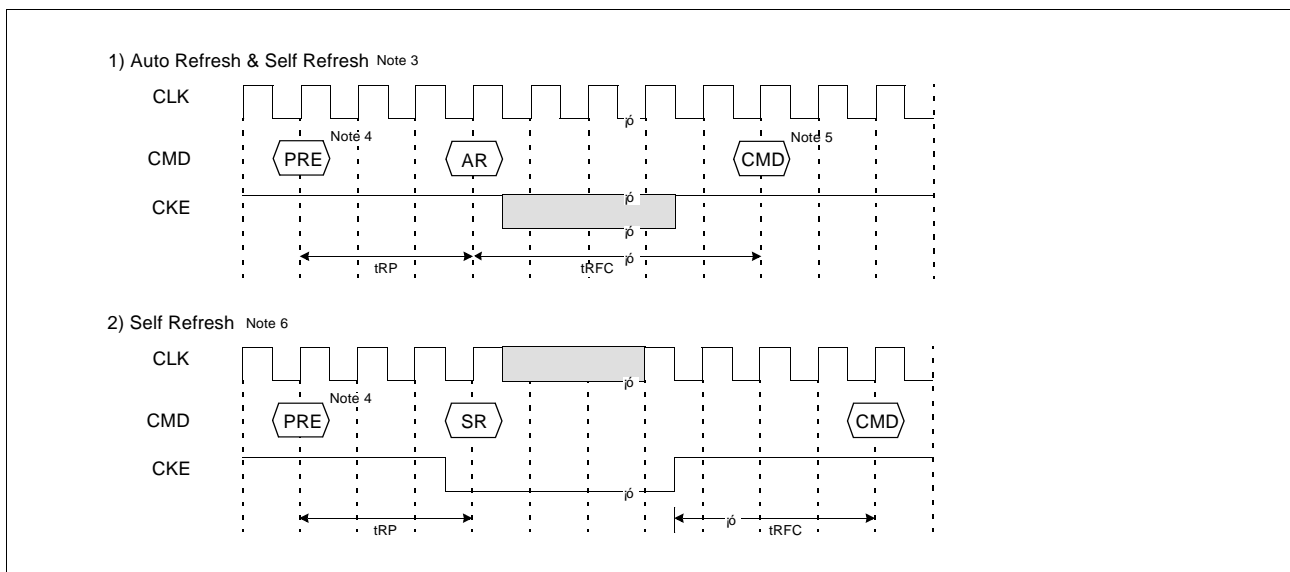 1) Auto Refresh & Self Refresh Note 3
CLK
¡ó
CMD
PRE
Note 4
AR
CMD
Note 5
CKE
¡ó
¡ó
tRP
tRFC
¡ó
2) Self Refresh Note 6
CLK
¡ó
CMD
PRE
Note 4
SR
CMD
CKE
¡ó
tRP
¡ó
tRFC